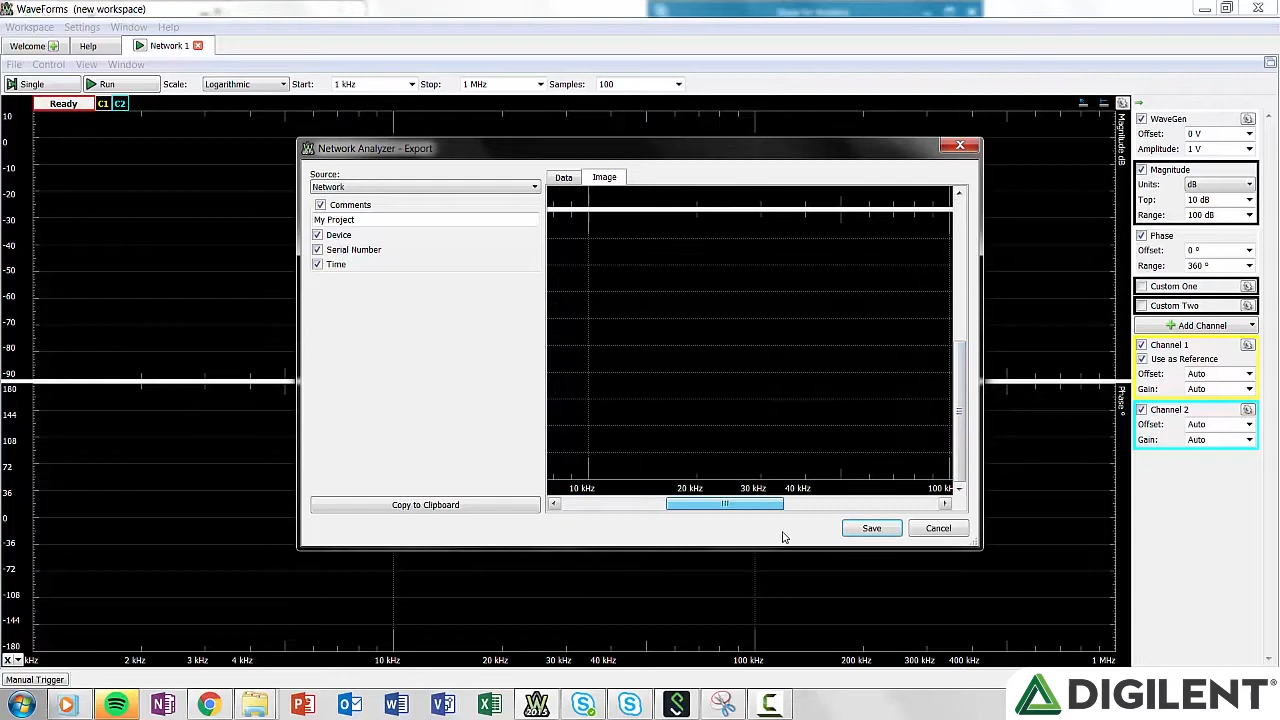 WaveForms (new workspace)
Workspace Settings Window Help
Welcome Help Network 1
File Control View Window
Single Run Scale: Logarithmic Start: 1 kHz Stop: 1 MHz Samples: 100
Ready C1 C2
10
0
-10
-20
-30
-40
-50
-60
-70
-80
-90
180
144
108
72
36
0
-36
-72
-108
-144
-180
Magnitude dB
Phase °
X kHz 2 kHz 3 kHz 4 kHz 10 kHz 20 kHz 30 kHz 40 kHz 100 kHz 200 kHz 300 kHz 400 kHz 1 MHz
Manual Trigger
Network Analyzer - Export
Source:
Network
Comments
My Project
Device
Serial Number
Time
Copy to Clipboard
Data Image
10 kHz 20 kHz 30 kHz 40 kHz 100 kH
Save Cancel
WaveGen
Offset: 0 V
Amplitude: 1 V
Magnitude
Units: dB
Top: 10 dB
Range: 100 dB
Phase
Offset: 0 °
Range: 360 °
Custom One
Custom Two
Add Channel
Channel 1
Use as Reference
Offset: Auto
Gain: Auto
Channel 2
Offset: Auto
Gain: Auto
W 2015
DIGILENT